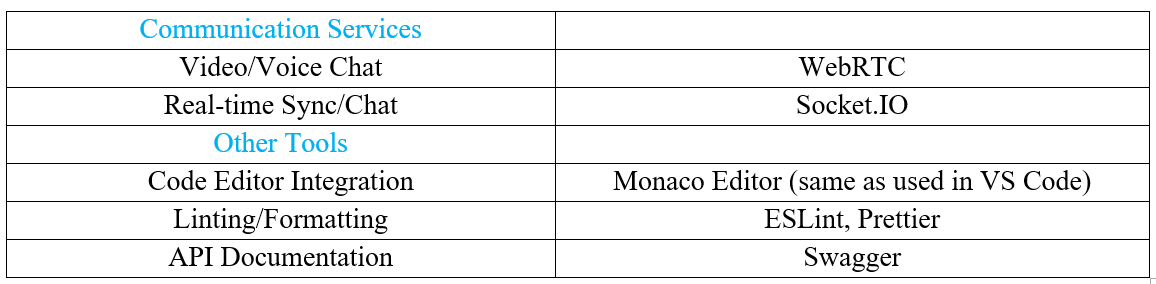 Communication Services
Video/Voice Chat WebRTC
Real-time Sync/Chat Socket.IO
Other Tools
Code Editor Integration Monaco Editor (same as used in VS Code)
Linting/Formatting ESLint, Prettier
API Documentation Swagger